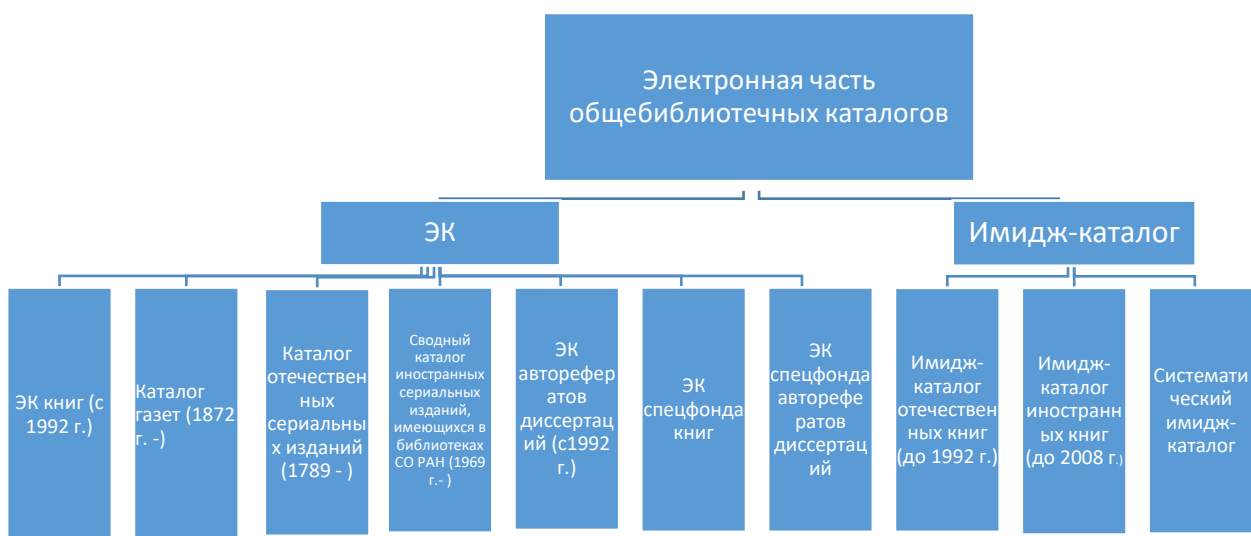 Электронная часть
общебиблиотечных каталогов
ЭК
Имидж-каталог
ЭК книг (с
1992 г.)
Каталог
газет (1872
г. -)
Каталог
отечествен
ных
сериальны
х изданий
(1789 - )
Сводный
каталог
иностранных
сериальных
изданий,
имеющихся в
библиотеках
СО РАН (1969
г.- )
ЭК
авторефер
атов
диссертац
ий (с1992
г.)
ЭК
спецфонда
книг
ЭК
спецфонда
авторефе
ратов
диссертац
ий
Имидж-
каталог
отечествен
ных книг
(до 1992 г.)
Имидж-
каталог
иностранн
ых книг
(до 2008 г.)
Системати
ческий
имидж-
каталог